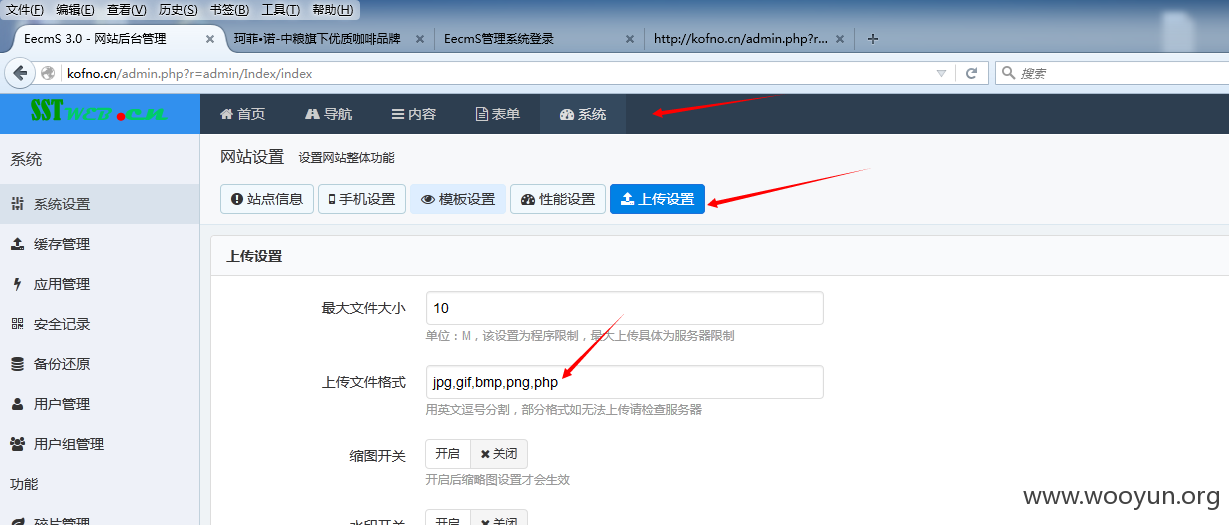 文件(F) 编辑(E) 查看(V) 历史(S) 书签(B) 工具(T) 帮助(H)
EecmS 3.0 - 网站后台管理 × 珂菲•诺-中粮旗下优质咖啡品牌 × EecmS管理系统登录 × http://kofno.cn/admin.php?r... × +
kofno.cn/admin.php?r=admin/Index/index 搜索
SSTWEB.CN 首页 导航 内容 表单 系统
系统
网站设置 设置网站整体功能
站点信息 手机设置 模板设置 性能设置 上传设置
系统设置
缓存管理
上传设置
应用管理
最大文件大小 10
安全记录
单位:M,该设置为程序限制,最大上传具体为服务器限制
备份还原
上传文件格式 jpg,gif,bmp,png,php
用户管理
用英文逗号分割,部分格式如无法上传请检查服务器
用户组管理
缩图开关 开启 关闭
开启后缩略图设置才会生效
功能
www.wooyun.org
碎片管理
水印开关 开启 关闭